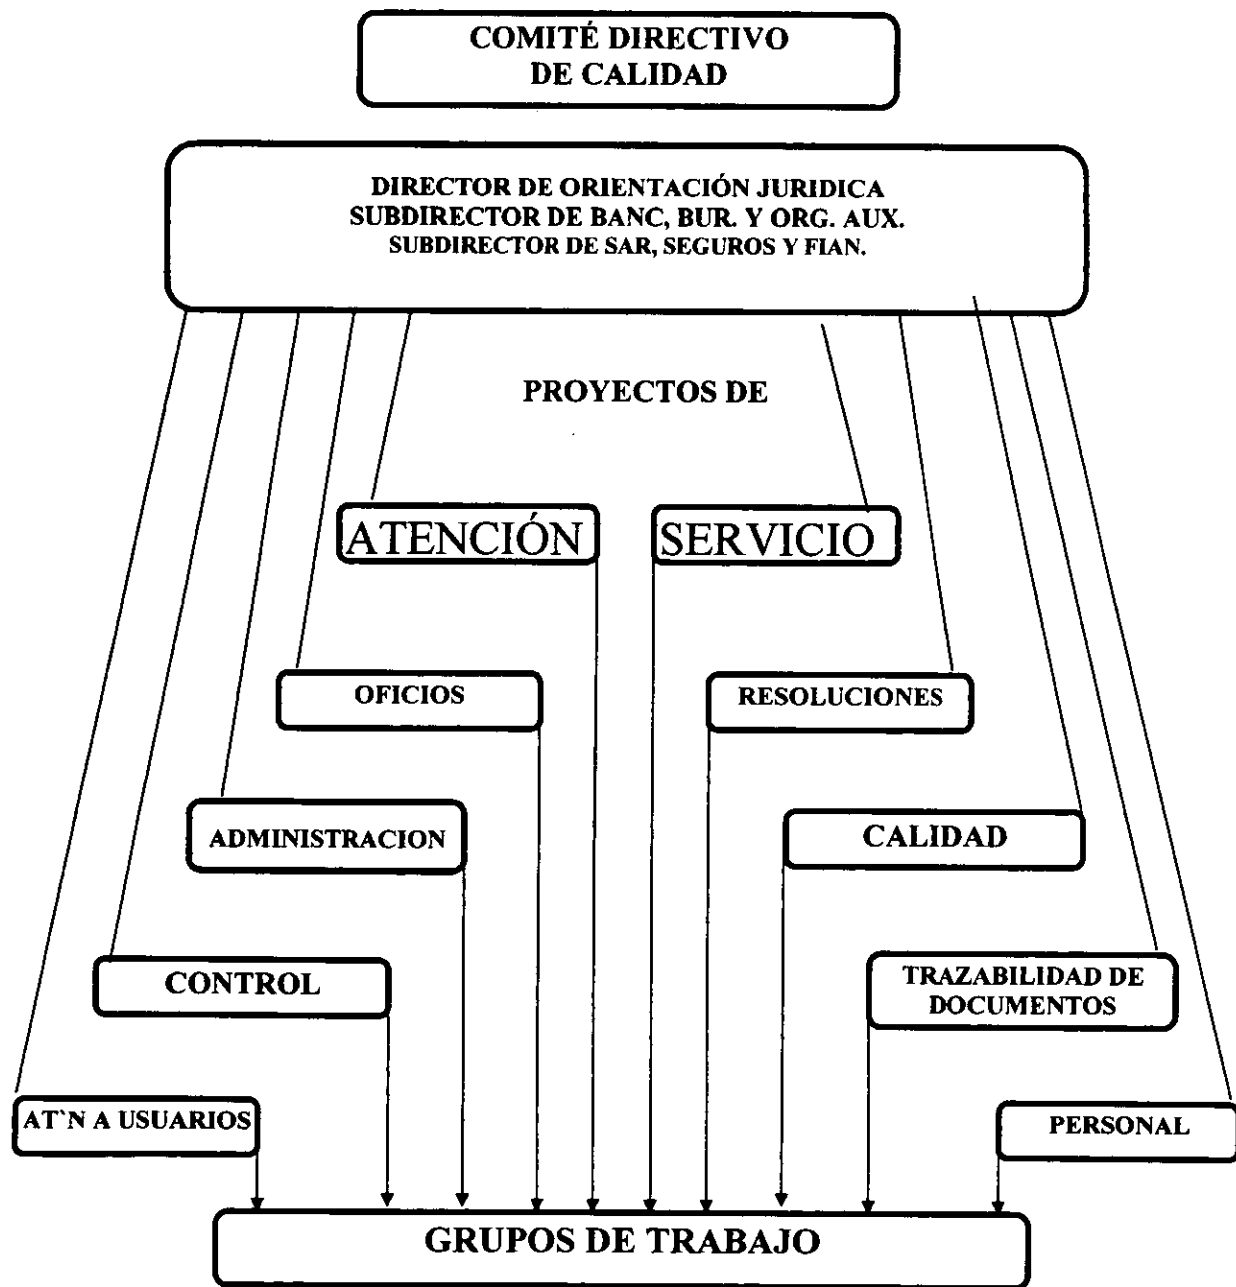 COMITÉ DIRECTIVO
DE CALIDAD
DIRECTOR DE ORIENTACIÓN JURIDICA
SUBDIRECTOR DE BANC, BUR. Y ORG. AUX.
SUBDIRECTOR DE SAR, SEGUROS Y FIAN.
PROYECTOS DE
ATENCIÓN
SERVICIO
OFICIOS
RESOLUCIONES
ADMINISTRACION
CALIDAD
CONTROL
TRAZABILIDAD DE
DOCUMENTOS
AT`N A USUARIOS
PERSONAL
GRUPOS DE TRABAJO